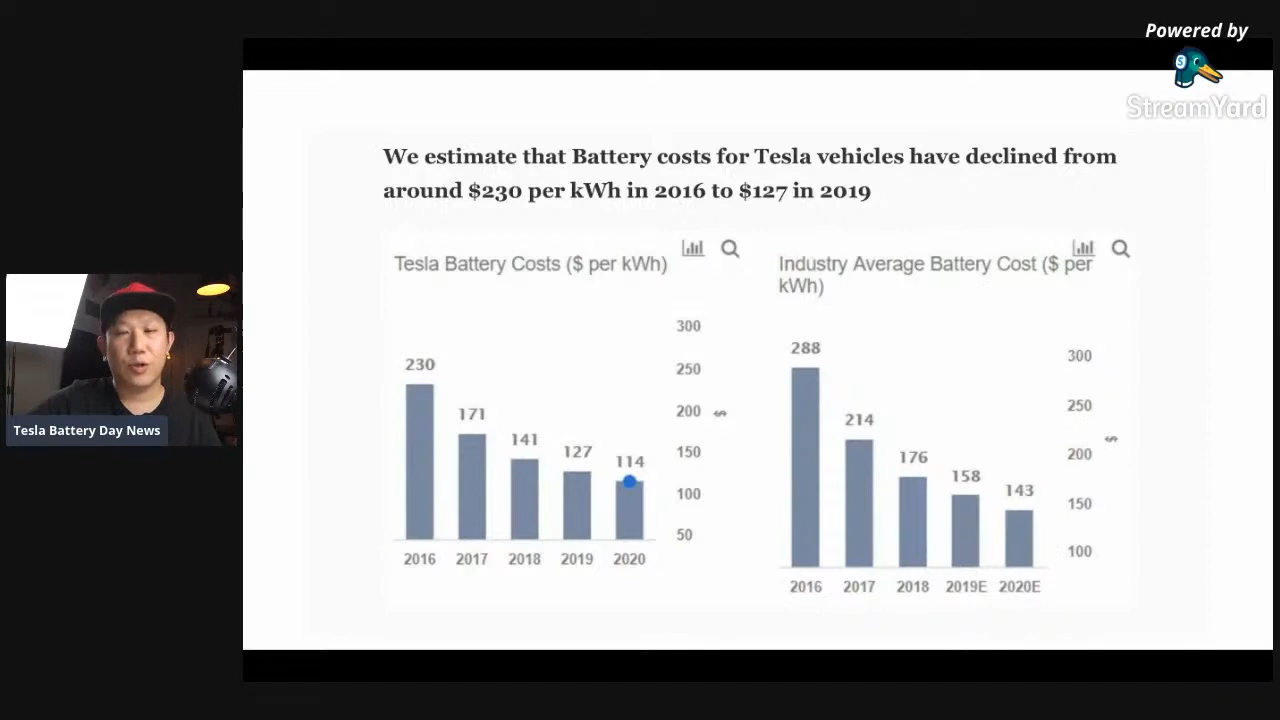 Powered by
StreamYard
We estimate that Battery costs for Tesla vehicles have declined from
around $230 per kWh in 2016 to $127 in 2019
Tesla Battery Costs ($ per kWh)
300
250
200
150
100
50
$
230
171
141
127
114
2016 2017 2018 2019 2020
Industry Average Battery Cost ($ per
kWh)
300
250
200
150
100
$
288
214
176
158
143
2016 2017 2018 2019E 2020E
Tesla Battery Day News